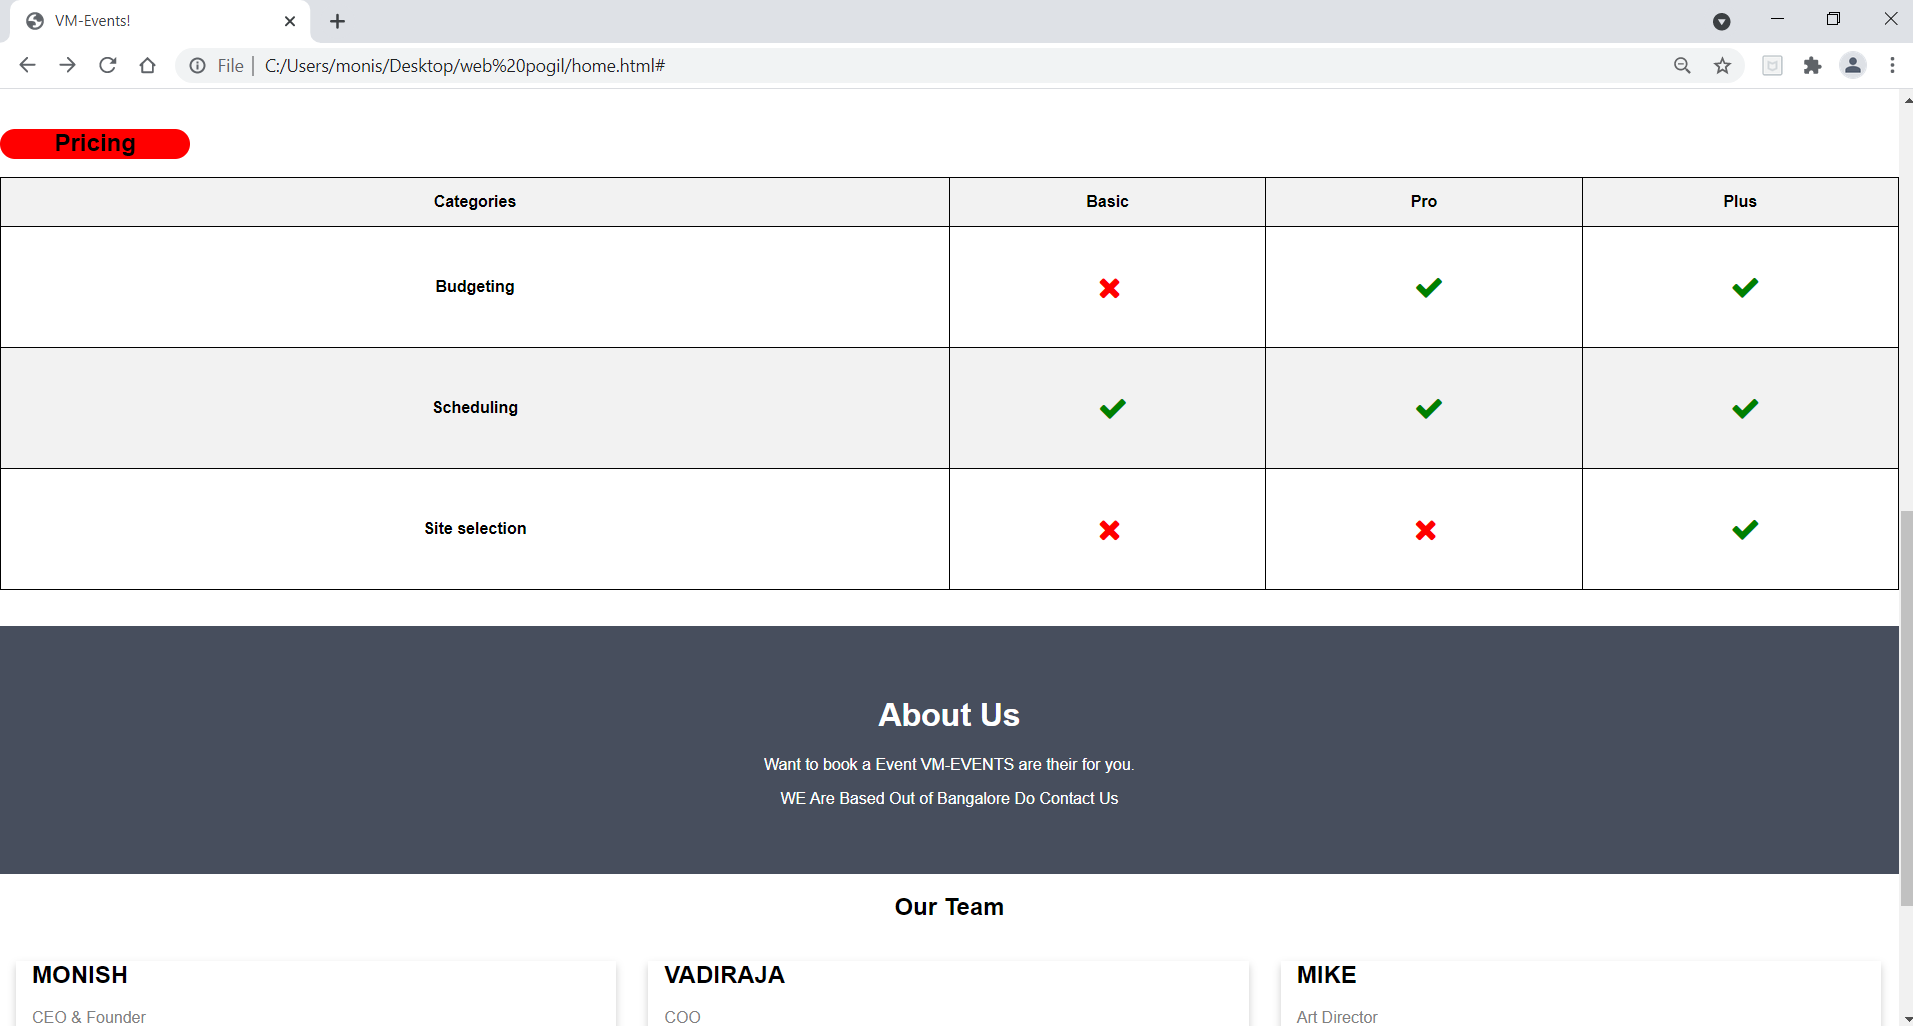 VM-Events!
File | C:/Users/monis/Desktop/web%20pogil/home.html#
Pricing
Categories Basic Pro Plus
Budgeting
Scheduling
Site selection
About Us
Want to book a Event VM-EVENTS are their for you.
WE Are Based Out of Bangalore Do Contact Us
Our Team
MONISH VADIRAJA MIKE
CEO & Founder COO Art Director